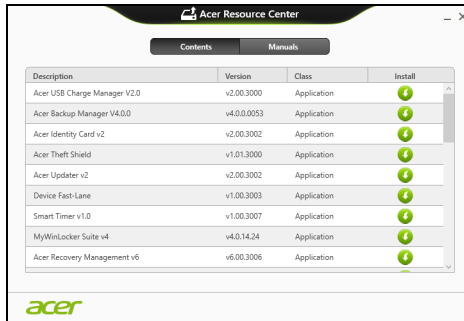 Acer Resource Center
Contents Manuals
Description Version Class Install
Acer USB Charge Manager V2.0 v2.00.3000 Application
Acer Backup Manager V4.0.0 v4.0.0.0053 Application
Acer Identity Card v2 v2.00.3002 Application
Acer Theft Shield v1.01.3000 Application
Acer Updater v2 v2.00.3002 Application
Device Fast-Lane v1.00.3003 Application
Smart Timer v1.0 v1.00.3007 Application
MyWinLocker Suite v4 v4.0.14.24 Application
Acer Recovery Management v6 v6.00.3006 Application
acer